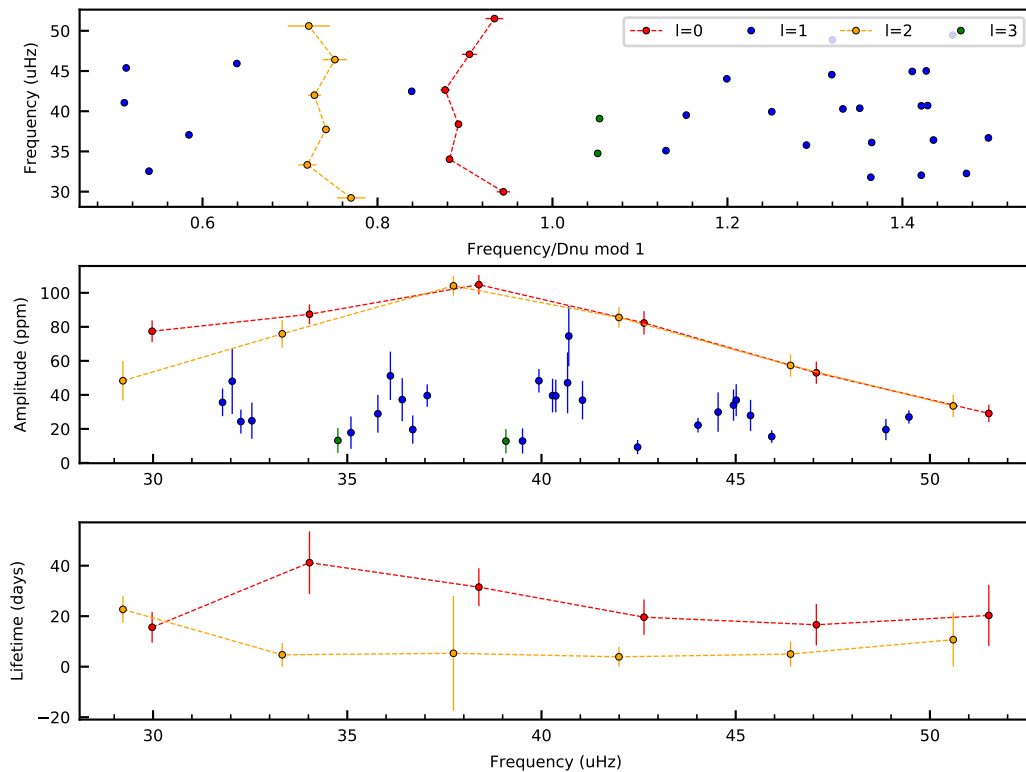 50
45
40
35
30
Frequency (uHz)
l=0 l=1 l=2 l=3
0.6 0.8 1.0 1.2 1.4
Frequency/Dnu mod 1
100
80
60
40
20
0
Amplitude (ppm)
30 35 40 45 50
40
20
0
−20
Lifetime (days)
30 35 40 45 50
Frequency (uHz)